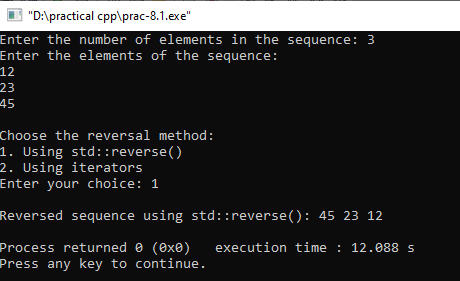 "D:\practical cpp\prac-8.1.exe"
Enter the number of elements in the sequence: 3
Enter the elements of the sequence:
12
23
45
Choose the reversal method:
1. Using std::reverse()
2. Using iterators
Enter your choice: 1
Reversed sequence using std::reverse(): 45 23 12
Process returned 0 (0x0)   execution time : 12.088 s
Press any key to continue.